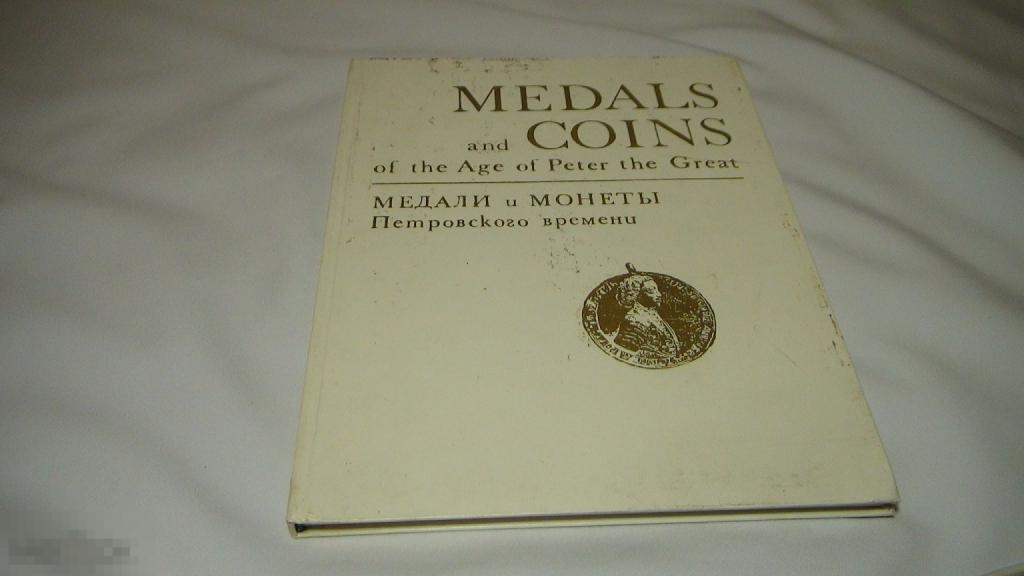 MEDALS
and COINS
of the Age of Peter the Great
МЕДАЛИ и МОНЕТЫ
Петровского времени